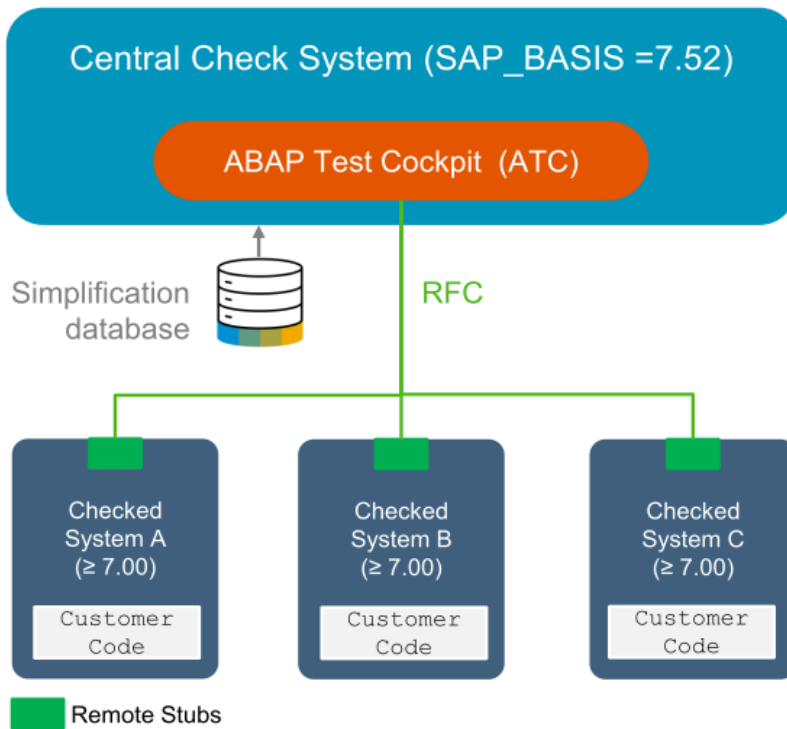 Central Check System (SAP_BASIS =7.52)
ABAP Test Cockpit  (ATC)
Simplification
database
RFC
Checked
System A
(≥ 7.00)
Customer
Code
Checked
System B
(≥ 7.00)
Customer
Code
Checked
System C
(≥ 7.00)
Customer
Code
Remote Stubs